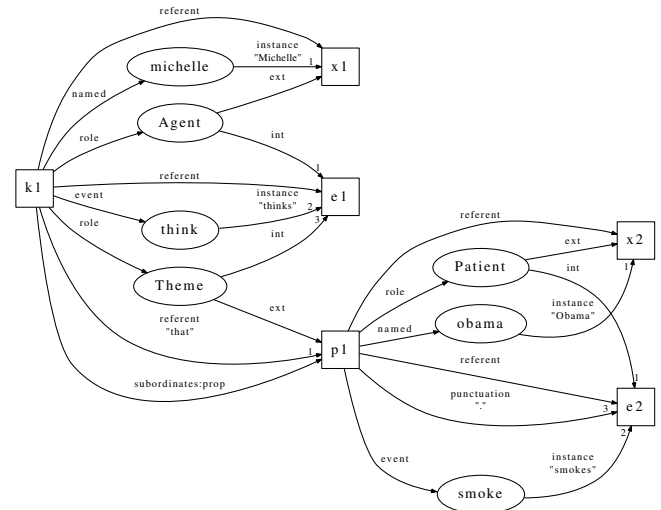 referent
instance
"Michelle"
1
x1
michelle
ext
named
Agent
role
int
1
k1
referent
e1
event
instance
"thinks"
2
think
3
role
int
Theme
ext
referent
"that"
1
p1
subordinates:prop
referent
x2
ext
1
Patient
int
role
instance
"Obama"
named
obama
referent
1
e2
punctuation
"."
3
2
event
instance
"smokes"
smoke